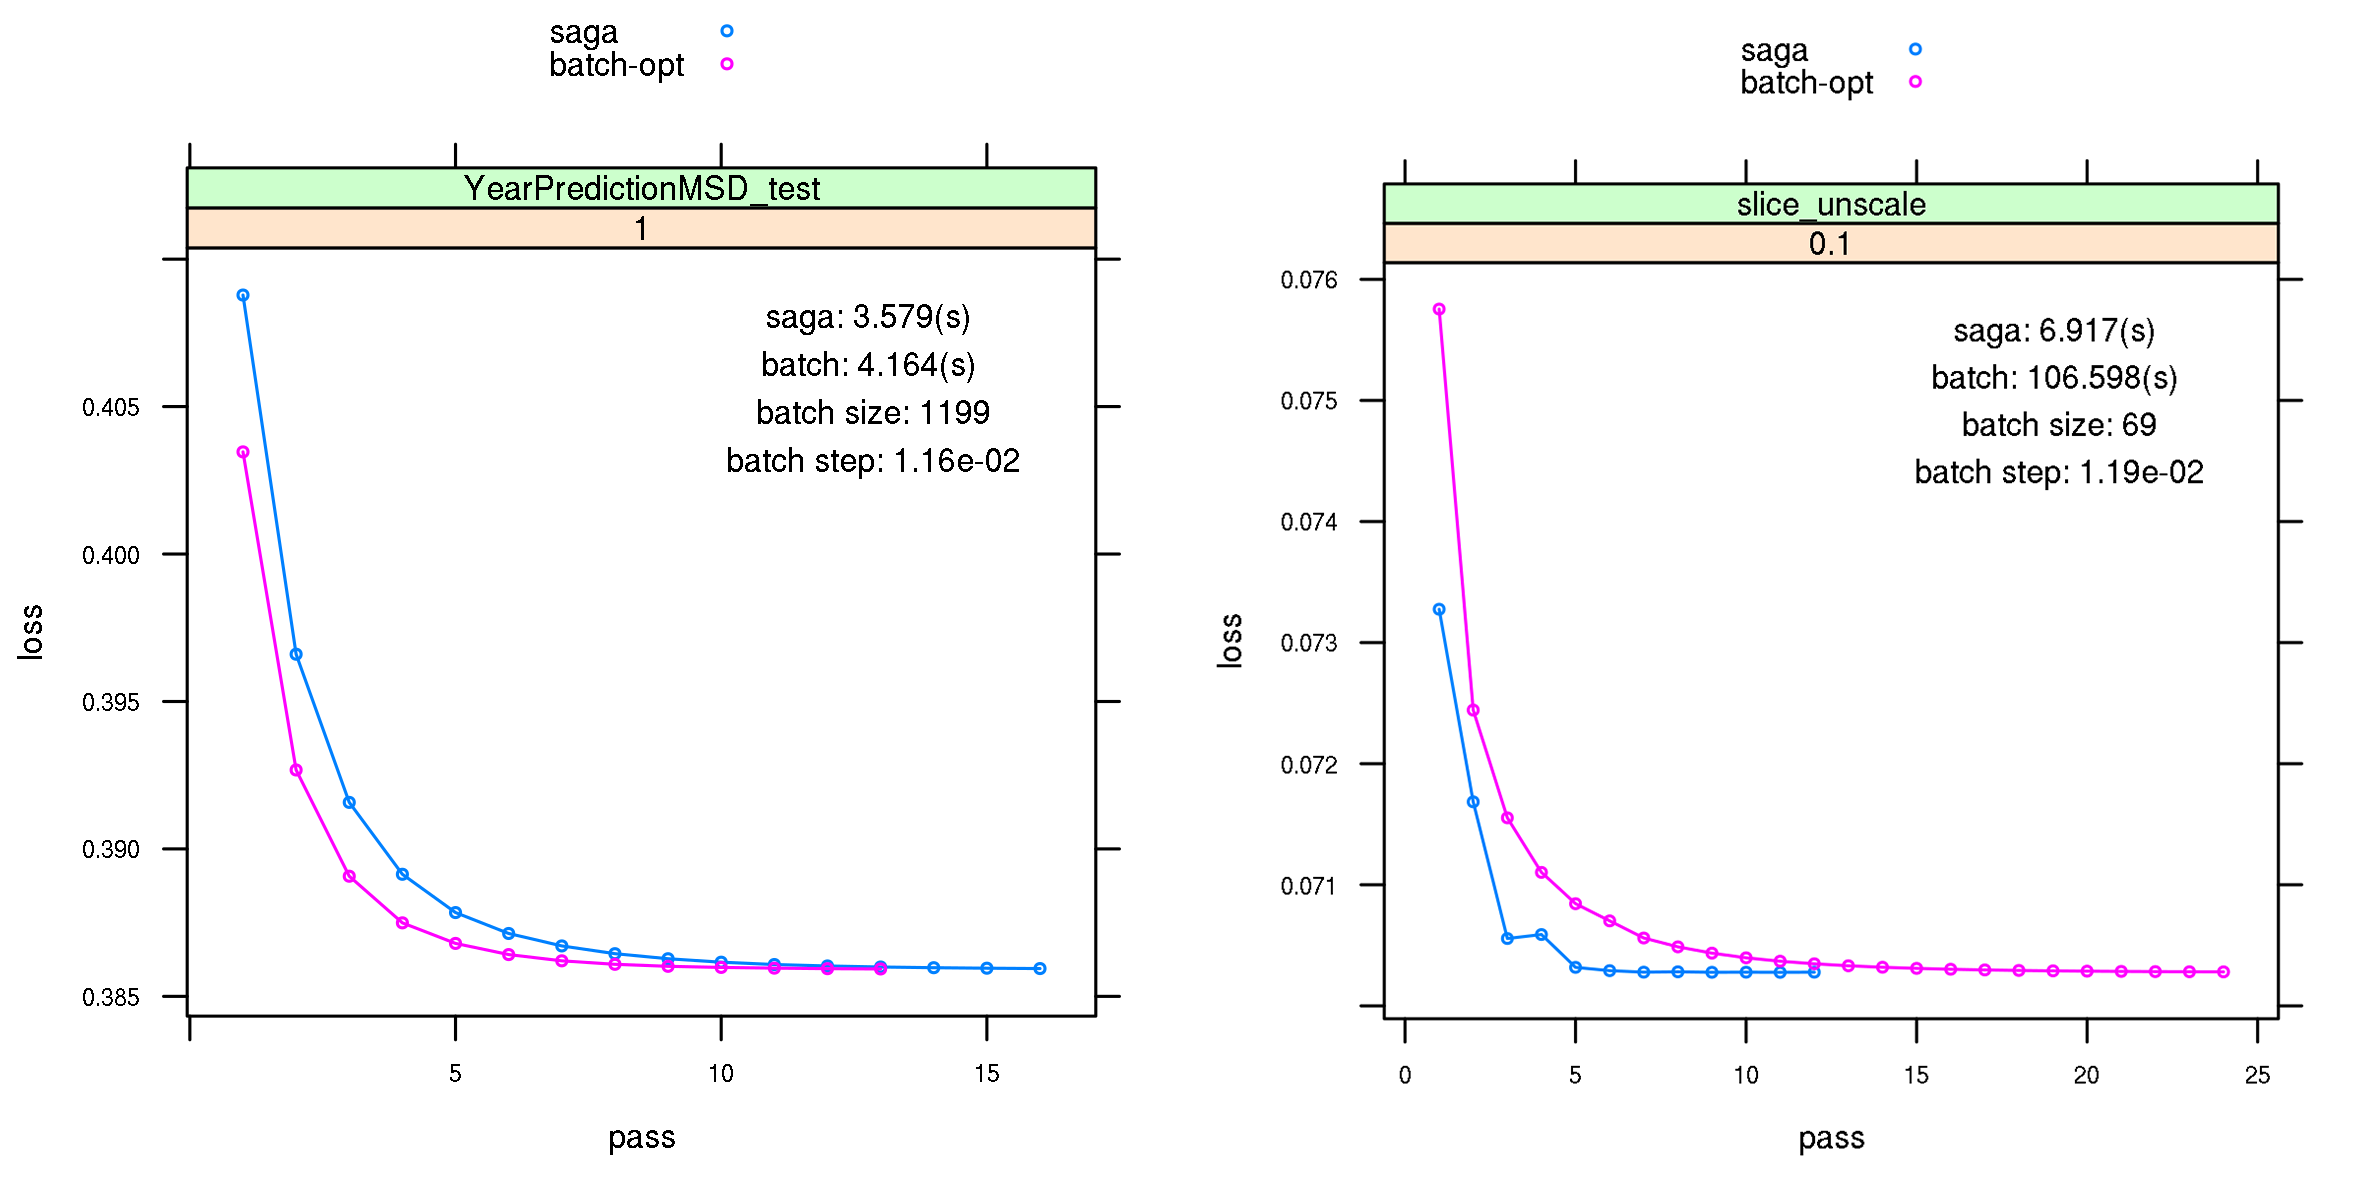 saga
batch-opt
YearPredictionMSD_test
1
saga: 3.579(s)
batch: 4.164(s)
batch size: 1199
batch step: 1.16e-02
0.405
0.400
0.395
0.390
0.385
loss
5 10 15
pass
saga
batch-opt
slice_unscale
0.1
saga: 6.917(s)
batch: 106.598(s)
batch size: 69
batch step: 1.19e-02
0.076
0.075
0.074
0.073
0.072
0.071
loss
0 5 10 15 20 25
pass